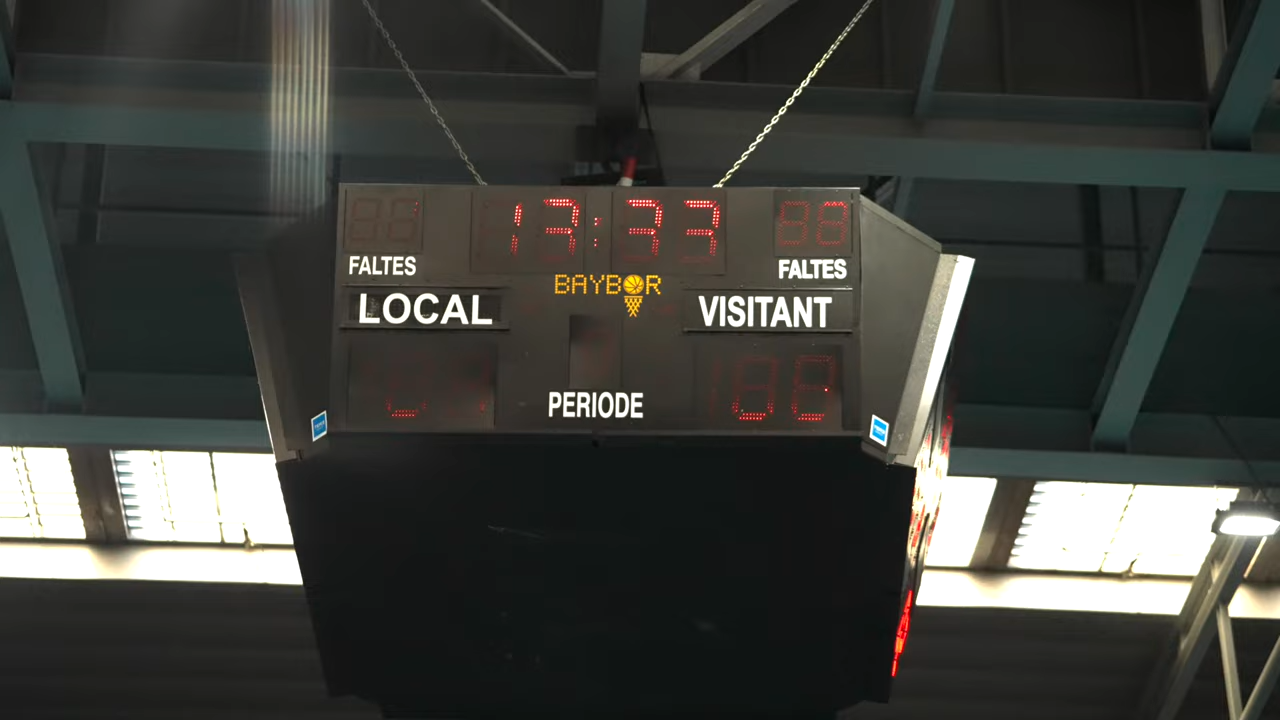 13:33
FALTES
FALTES
BAYBOR
LOCAL
VISITANT
PERIODE